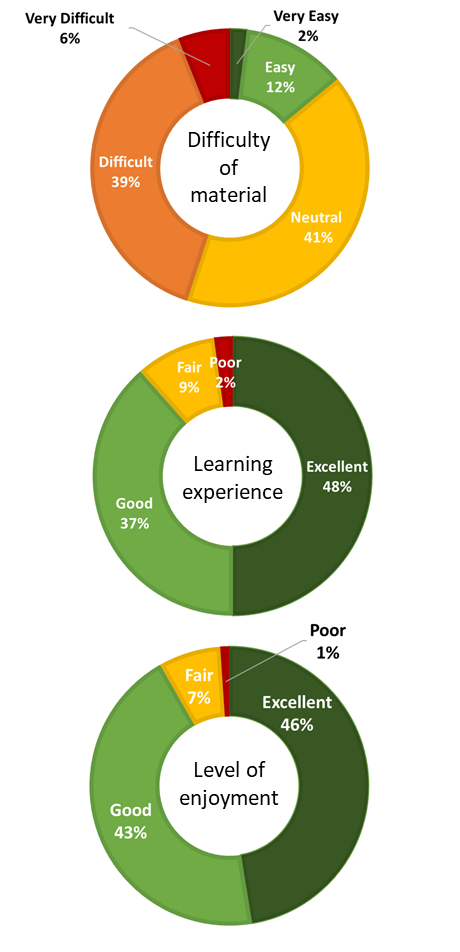 Very Difficult
6%
Very Easy
2%
Easy
12%
Difficulty
of
material
Difficult
39%
Neutral
41%
Fair
9%
Poor
2%
Learning
experience
Excellent
48%
Good
37%
Poor
1%
Fair
7%
Excellent
46%
Level of
enjoyment
Good
43%